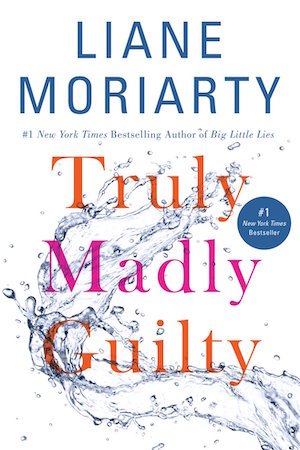 LIANE
MORIARTY
#1 New York Times Bestselling Author of Big Little Lies
Truly
#1
New York Times
Bestseller
Madly
Guilty